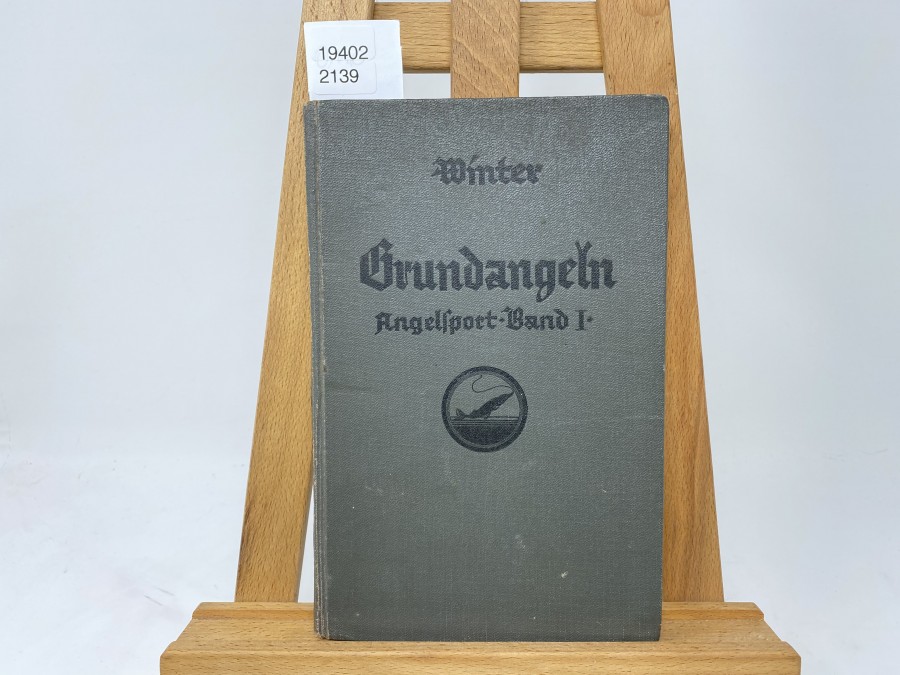 19402
2139
Winter
Grundangeln
Angelſport·Band I·